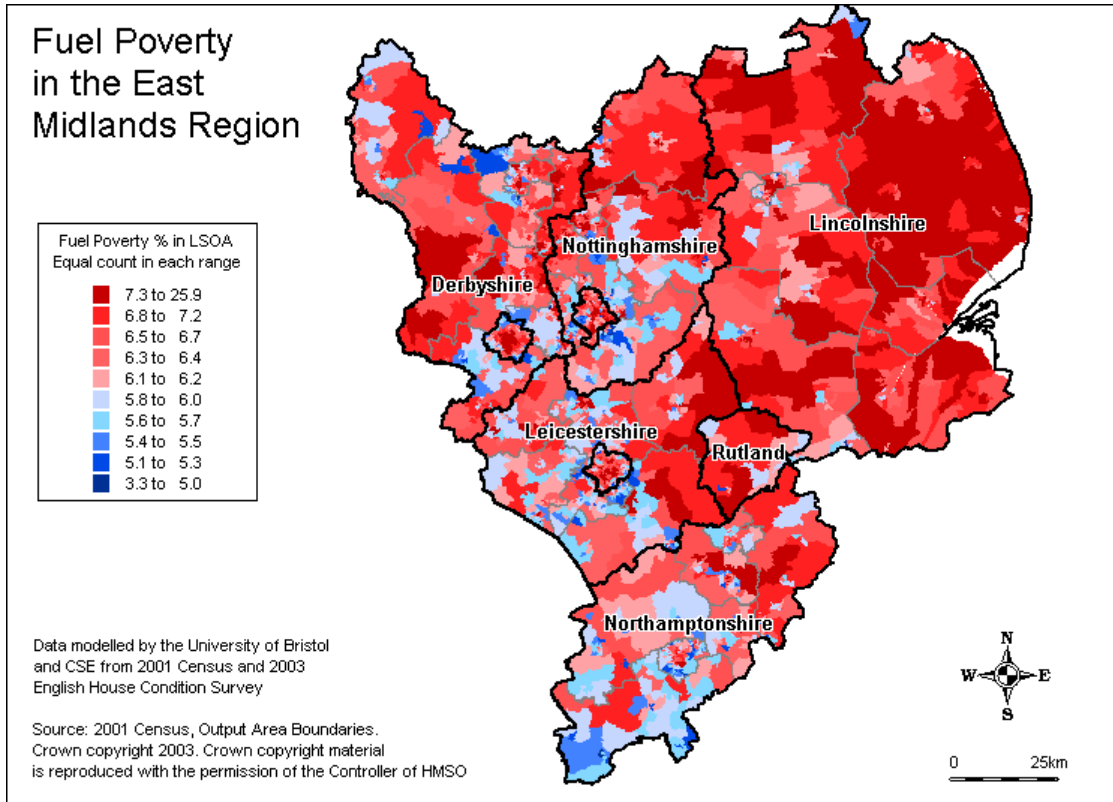 Fuel Poverty
in the East
Midlands Region
Fuel Poverty % in LSOA
Equal count in each range
7.3 to 25.9
6.8 to 7.2
6.5 to 6.7
6.3 to 6.4
6.1 to 6.2
5.8 to 6.0
5.6 to 5.7
5.4 to 5.5
5.1 to 5.3
3.3 to 5.0
Lincolnshire
Nottinghamshire
Derbyshire
Leicestershire
Rutland
Northamptonshire
Data modelled by the University of Bristol
and CSE from 2001 Census and 2003
English House Condition Survey
Source: 2001 Census, Output Area Boundaries.
Crown copyright 2003. Crown copyright material
is reproduced with the permission of the Controller of HMSO
N
W E
S
0 25km